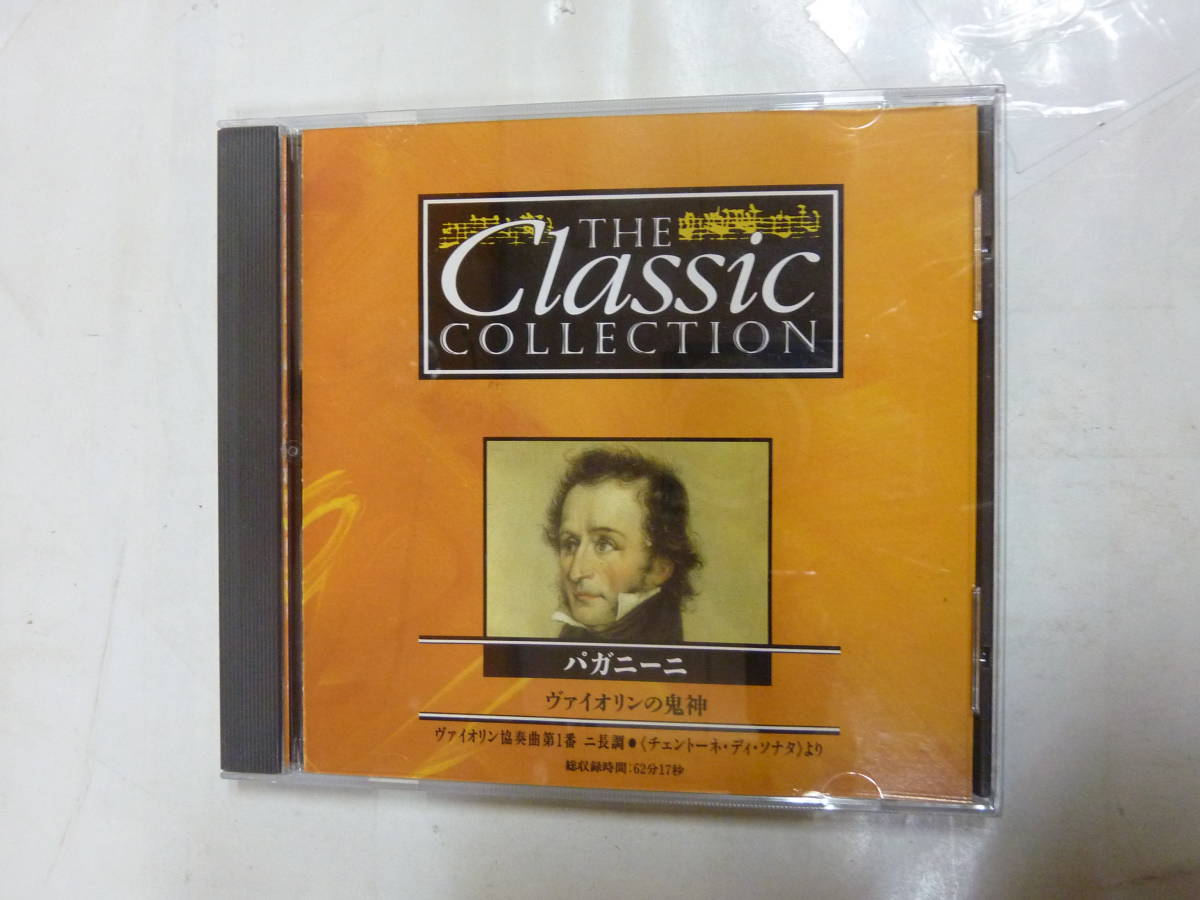 THE
Classic
COLLECTION
パガニーニ
ヴァイオリンの鬼神
ヴァイオリン協奏曲第1番 ニ長調●《チェントーネ・ディ・ソナタ》より
総収録時間:62分17秒